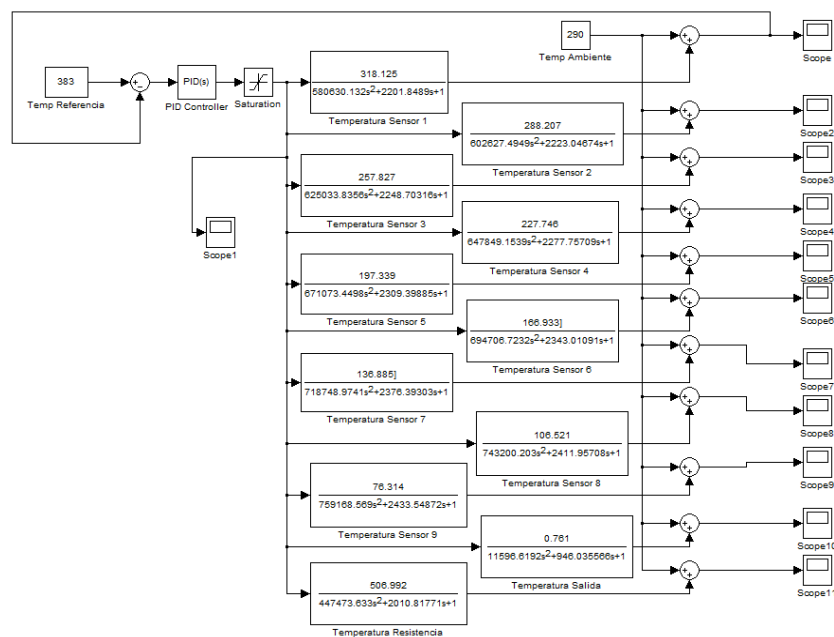 290
Temp Ambiente
Scope
383
Temp Referencia
PID(s)
PID Controller
Saturation
318.125
580630.132s²+2201.8489s+1
Temperatura Sensor 1
288.207
602627.4949s²+2223.04674s+1
Temperatura Sensor 2
Scope2
257.827
625033.8356s²+2248.70316s+1
Temperatura Sensor 3
Scope3
227.746
647849.1539s²+2277.75709s+1
Temperatura Sensor 4
Scope4
Scope1
197.339
671073.4498s²+2309.39885s+1
Temperatura Sensor 5
Scope5
166.933]
694706.7232s²+2343.01091s+1
Temperatura Sensor 6
Scope6
136.885]
718748.9741s²+2376.39303s+1
Temperatura Sensor 7
Scope7
106.521
743200.203s²+2411.95708s+1
Temperatura Sensor 8
Scope8
76.314
759168.569s²+2433.54872s+1
Temperatura Sensor 9
Scope9
0.761
11596.6192s²+946.035566s+1
Temperatura Salida
Scope10
506.992
447473.633s²+2010.81771s+1
Temperatura Resistencia
Scope11